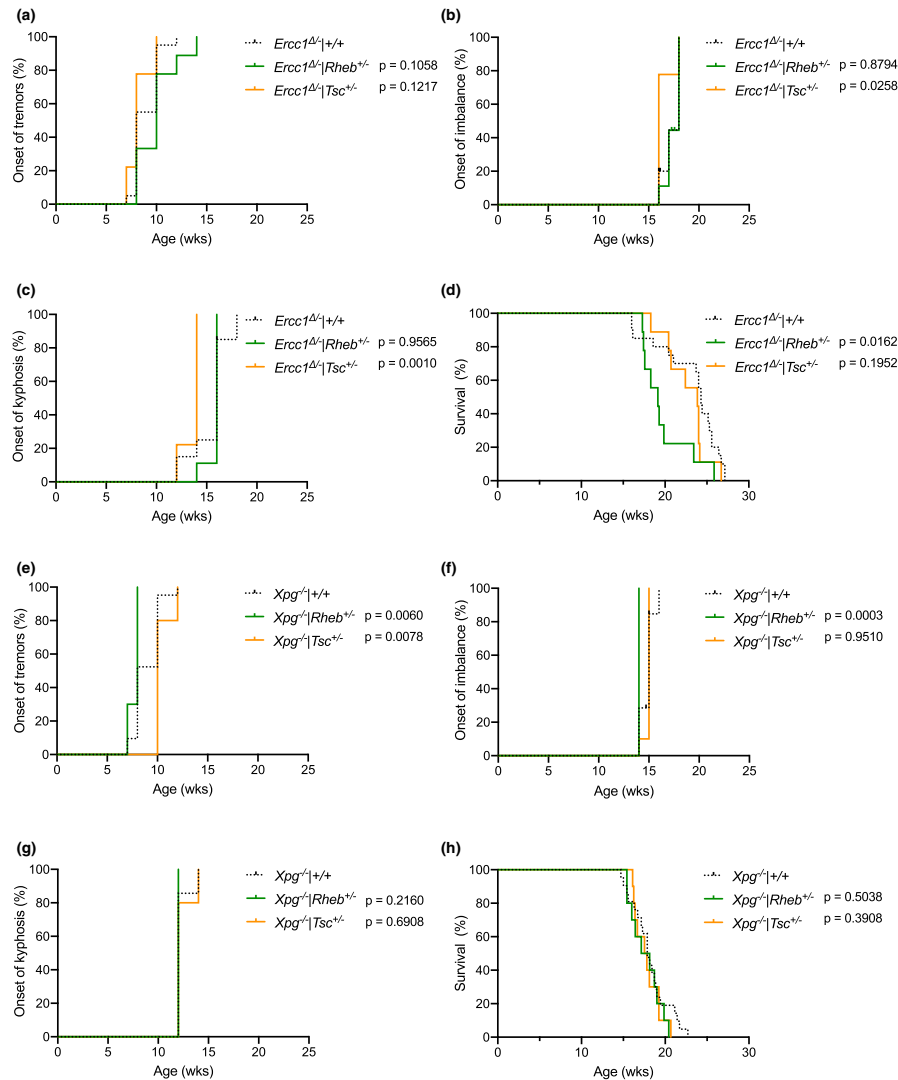 (a)
Onset of tremors (%)
100
80
60
40
20
0
0 5 10 15 20 25
Age (wks)
Ercc1Δ/-|+/+
Ercc1Δ/-|Rheb+/- p = 0.1058
Ercc1Δ/-|Tsc+/- p = 0.1217
(b)
Onset of imbalance (%)
100
80
60
40
20
0
0 5 10 15 20 25
Age (wks)
Ercc1Δ/-|+/+
Ercc1Δ/-|Rheb+/- p = 0.8794
Ercc1Δ/-|Tsc+/- p = 0.0258
(c)
Onset of kyphosis (%)
100
80
60
40
20
0
0 5 10 15 20 25
Age (wks)
Ercc1Δ/-|+/+
Ercc1Δ/-|Rheb+/- p = 0.9565
Ercc1Δ/-|Tsc+/- p = 0.0010
(d)
Survival (%)
100
80
60
40
20
0
0 10 20 30
Age (wks)
Ercc1Δ/-|+/+
Ercc1Δ/-|Rheb+/- p = 0.0162
Ercc1Δ/-|Tsc+/- p = 0.1952
(e)
Onset of tremors (%)
100
80
60
40
20
0
0 5 10 15 20 25
Age (wks)
Xpg-/-|+/+
Xpg-/-|Rheb+/- p = 0.0060
Xpg-/-|Tsc+/- p = 0.0078
(f)
Onset of imbalance (%)
100
80
60
40
20
0
0 5 10 15 20 25
Age (wks)
Xpg-/-|+/+
Xpg-/-|Rheb+/- p = 0.0003
Xpg-/-|Tsc+/- p = 0.9510
(g)
Onset of kyphosis (%)
100
80
60
40
20
0
0 5 10 15 20 25
Age (wks)
Xpg-/-|+/+
Xpg-/-|Rheb+/- p = 0.2160
Xpg-/-|Tsc+/- p = 0.6908
(h)
Survival (%)
100
80
60
40
20
0
0 10 20 30
Age (wks)
Xpg-/-|+/+
Xpg-/-|Rheb+/- p = 0.5038
Xpg-/-|Tsc+/- p = 0.3908